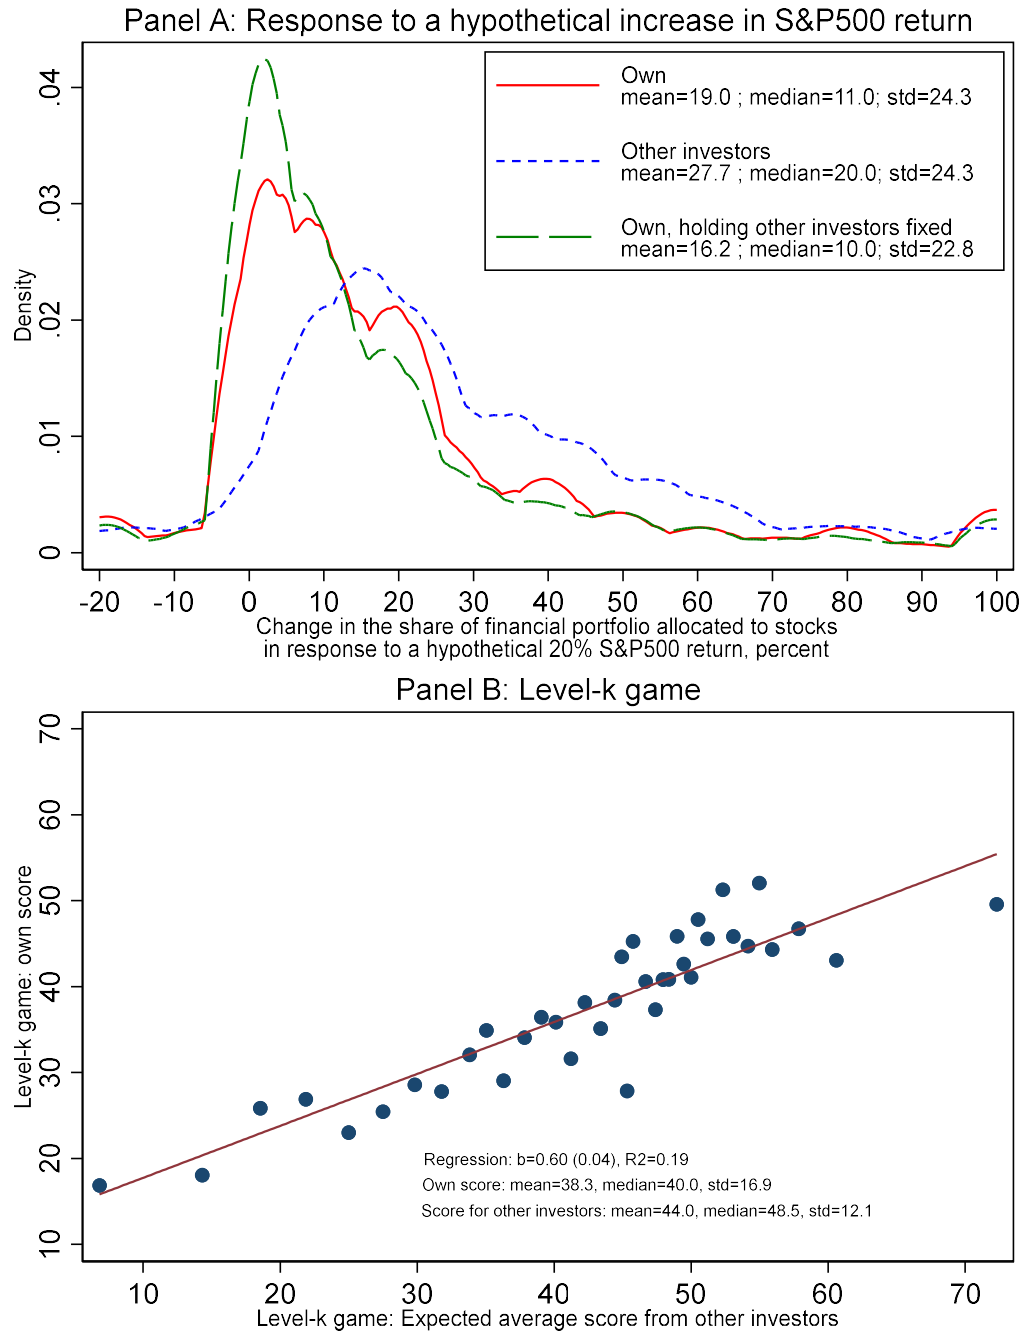 Panel A: Response to a hypothetical increase in S&P500 return
Own
mean=19.0 ; median=11.0; std=24.3
Other investors
mean=27.7 ; median=20.0; std=24.3
Own, holding other investors fixed
mean=16.2 ; median=10.0; std=22.8
Density
.04
.03
.02
.01
0
-20 -10 0 10 20 30 40 50 60 70 80 90 100
Change in the share of financial portfolio allocated to stocks
in response to a hypothetical 20% S&P500 return, percent
Panel B: Level-k game
Level-k game: own score
70
60
50
40
30
20
10
Regression: b=0.60 (0.04), R2=0.19
Own score: mean=38.3, median=40.0, std=16.9
Score for other investors: mean=44.0, median=48.5, std=12.1
10 20 30 40 50 60 70
Level-k game: Expected average score from other investors